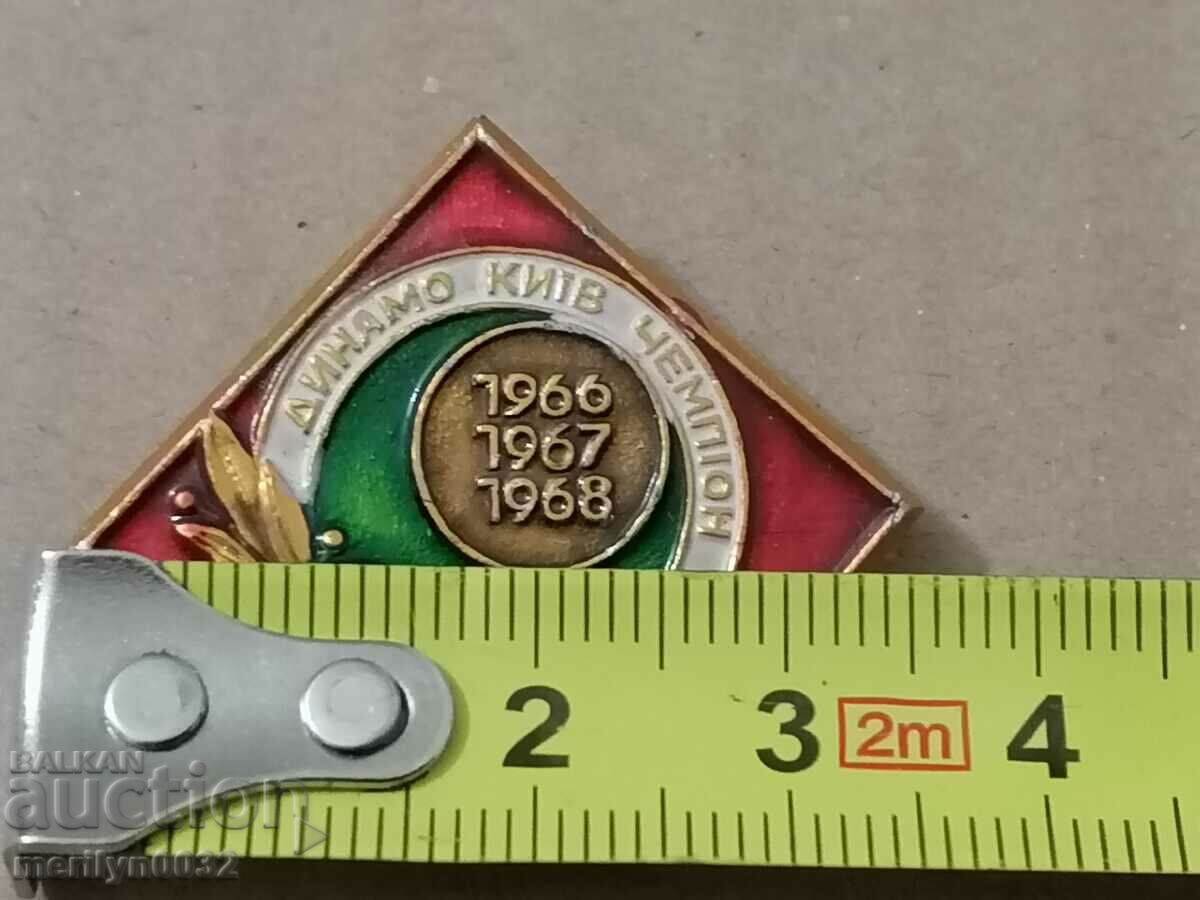 ДИНАМО КИЇВ ЧЕМПІОН
1966
1967
1968
2 3 2m 4
BALKAN
auction
merilyn0032